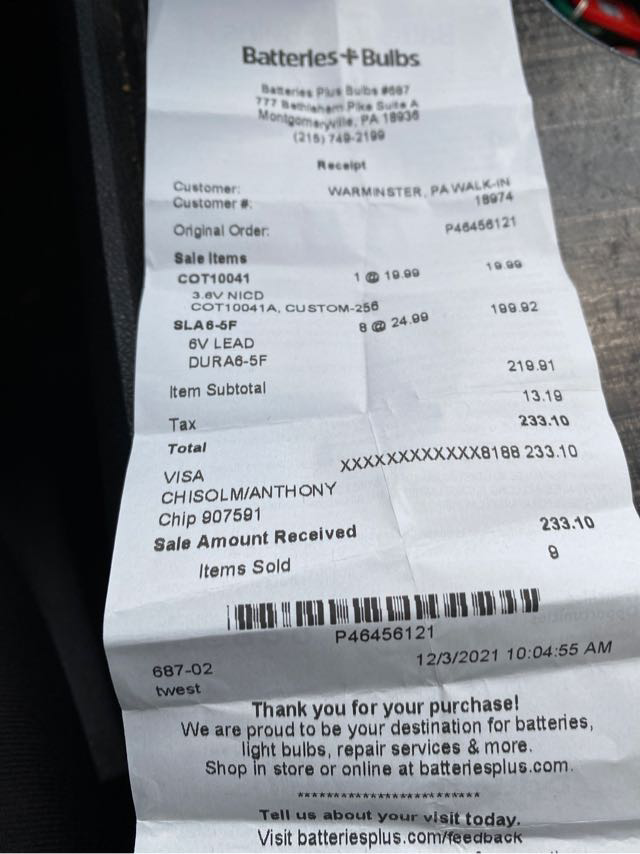 Batteries+Bulbs
Batteries Plus Bulbs #687
777 Bethlehem Pike Suite A
Montgomeryville, PA 18936
(215) 749-2199
Receipt
Customer: WARMINSTER, PA WALK-IN
Customer #: 18974
Original Order: P46456121
Sale Items
COT10041 1 @ 19.99 19.99
3.6V NICD
COT10041A, CUSTOM-256
SLA6-5F 8 @ 24.99 199.92
6V LEAD
DURA6-5F
Item Subtotal 219.91
Tax 13.19
Total 233.10
VISA XXXXXXXXXXXX8188 233.10
CHISOLM/ANTHONY
Chip 907591
Sale Amount Received 233.10
Items Sold 9
P46456121
687-02 12/3/2021 10:04:55 AM
twest
Thank you for your purchase!
We are proud to be your destination for batteries,
light bulbs, repair services & more.
Shop in store or online at batteriesplus.com.
**************************
Tell us about your visit today.
Visit batteriesplus.com/feedback